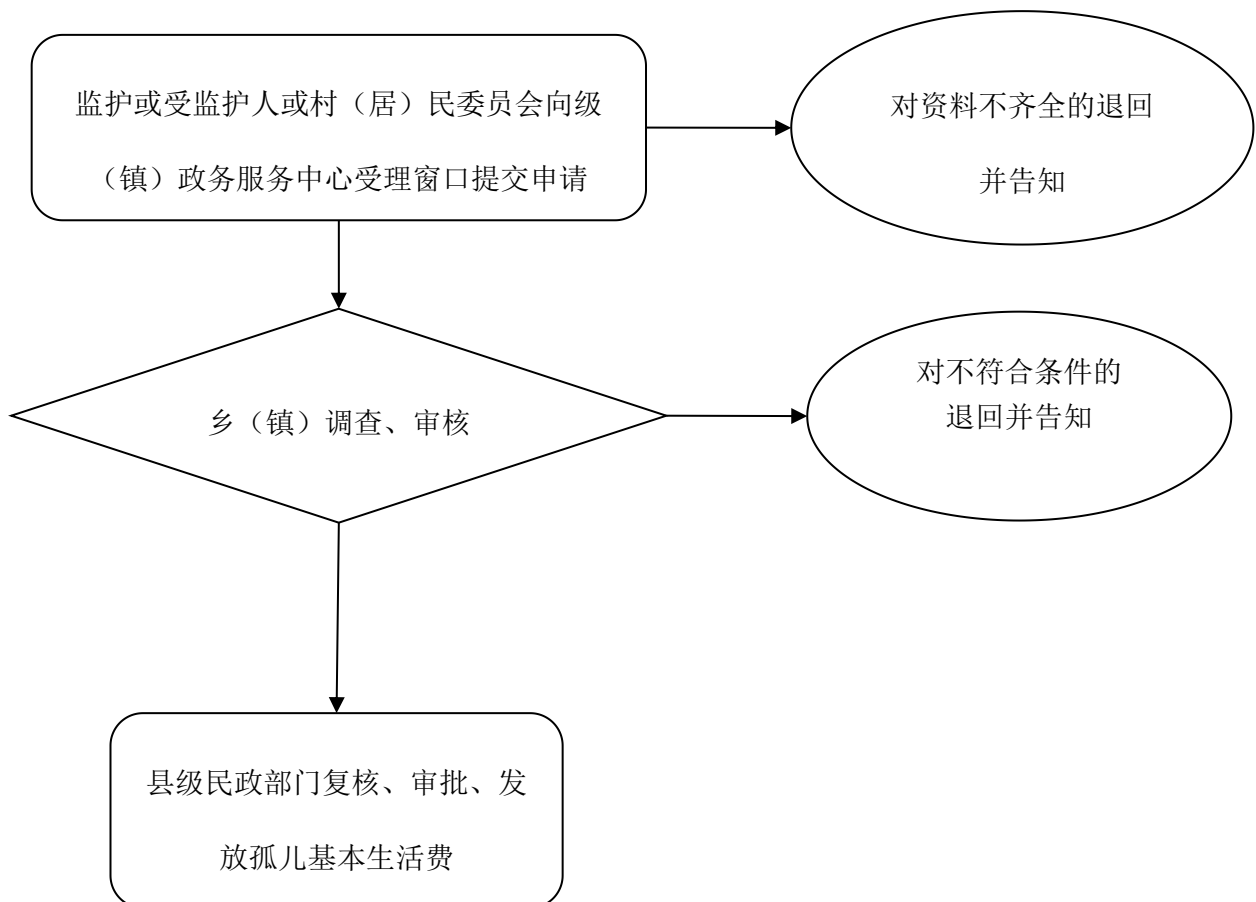 监护或受监护人或村（居）民委员会向级
（镇）政务服务中心受理窗口提交申请
对资料不齐全的退回
并告知
乡（镇）调查、审核
对不符合条件的
退回并告知
县级民政部门复核、审批、发
放孤儿基本生活费